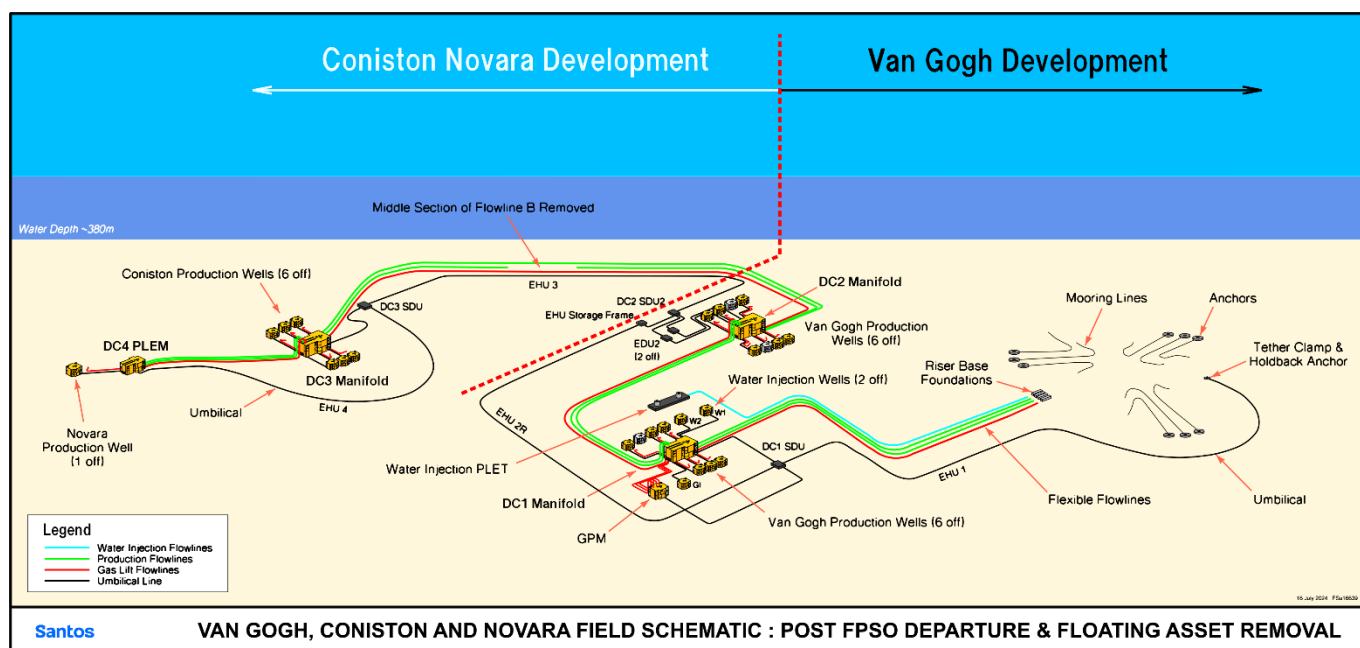 Coniston Novara Development
Van Gogh Development
Middle Section of Flowline B Removed
Water Depth ~380m
Coniston Production Wells (6 off)
EHU 3
DC3 SDU
DC2 SDU2
EHU Storage Frame
DC2 Manifold
Mooring Lines
Anchors
DC4 PLEM
EDU2
(2 off)
Van Gogh Production
Wells (6 off)
Tether Clamp &
Holdback Anchor
Riser Base
Foundations
DC3 Manifold
Water Injection Wells (2 off)
Umbilical
EHU 4
EHU 2R
W1
W2
Novara
Production Well
(1 off)
DC1 SDU
Water Injection PLET
EHU 1
GI
DC1 Manifold
Flexible Flowlines
Umbilical
Van Gogh Production Wells (6 off)
GPM
Legend
Water Injection Flowlines
Production Flowlines
Gas Lift Flowlines
Umbilical Line
Santos
VAN GOGH, CONISTON AND NOVARA FIELD SCHEMATIC : POST FPSO DEPARTURE & FLOATING ASSET REMOVAL